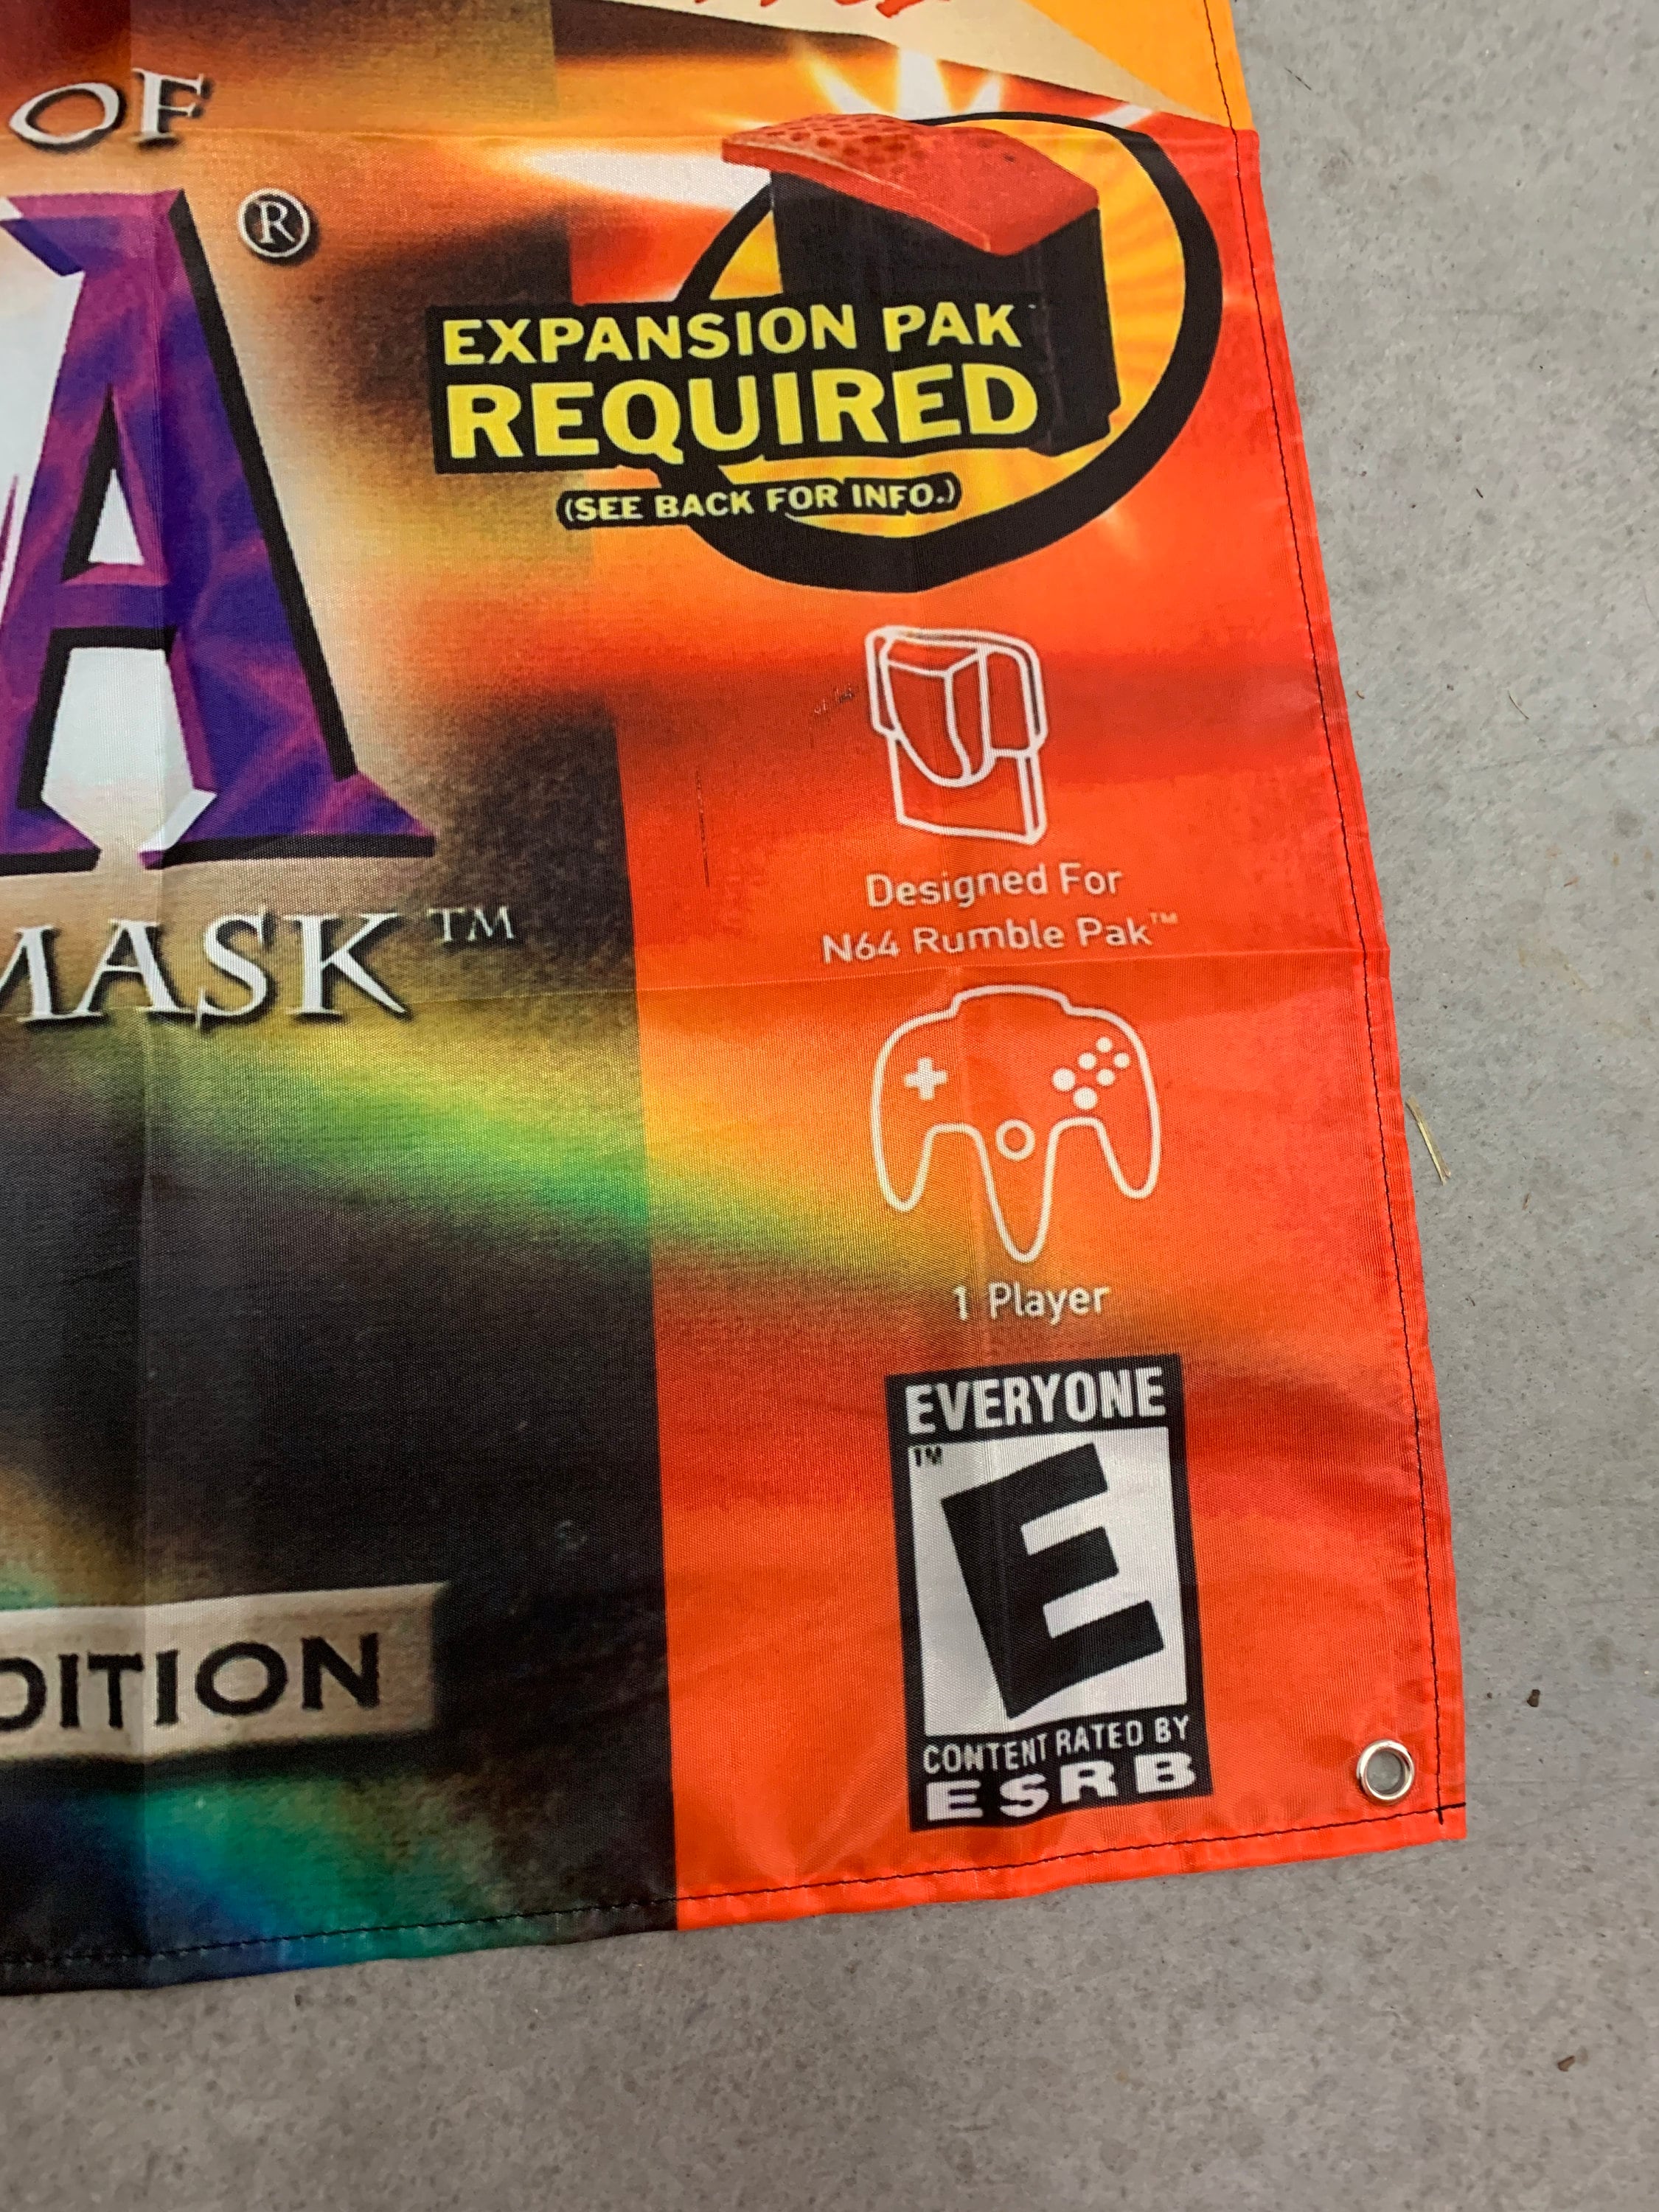 OF
A®
EXPANSION PAK
REQUIRED
(SEE BACK FOR INFO.)
MASK™
Designed For
N64 Rumble Pak™
1 Player
EVERYONE
™
E
CONTENT RATED BY
ESRB
DITION